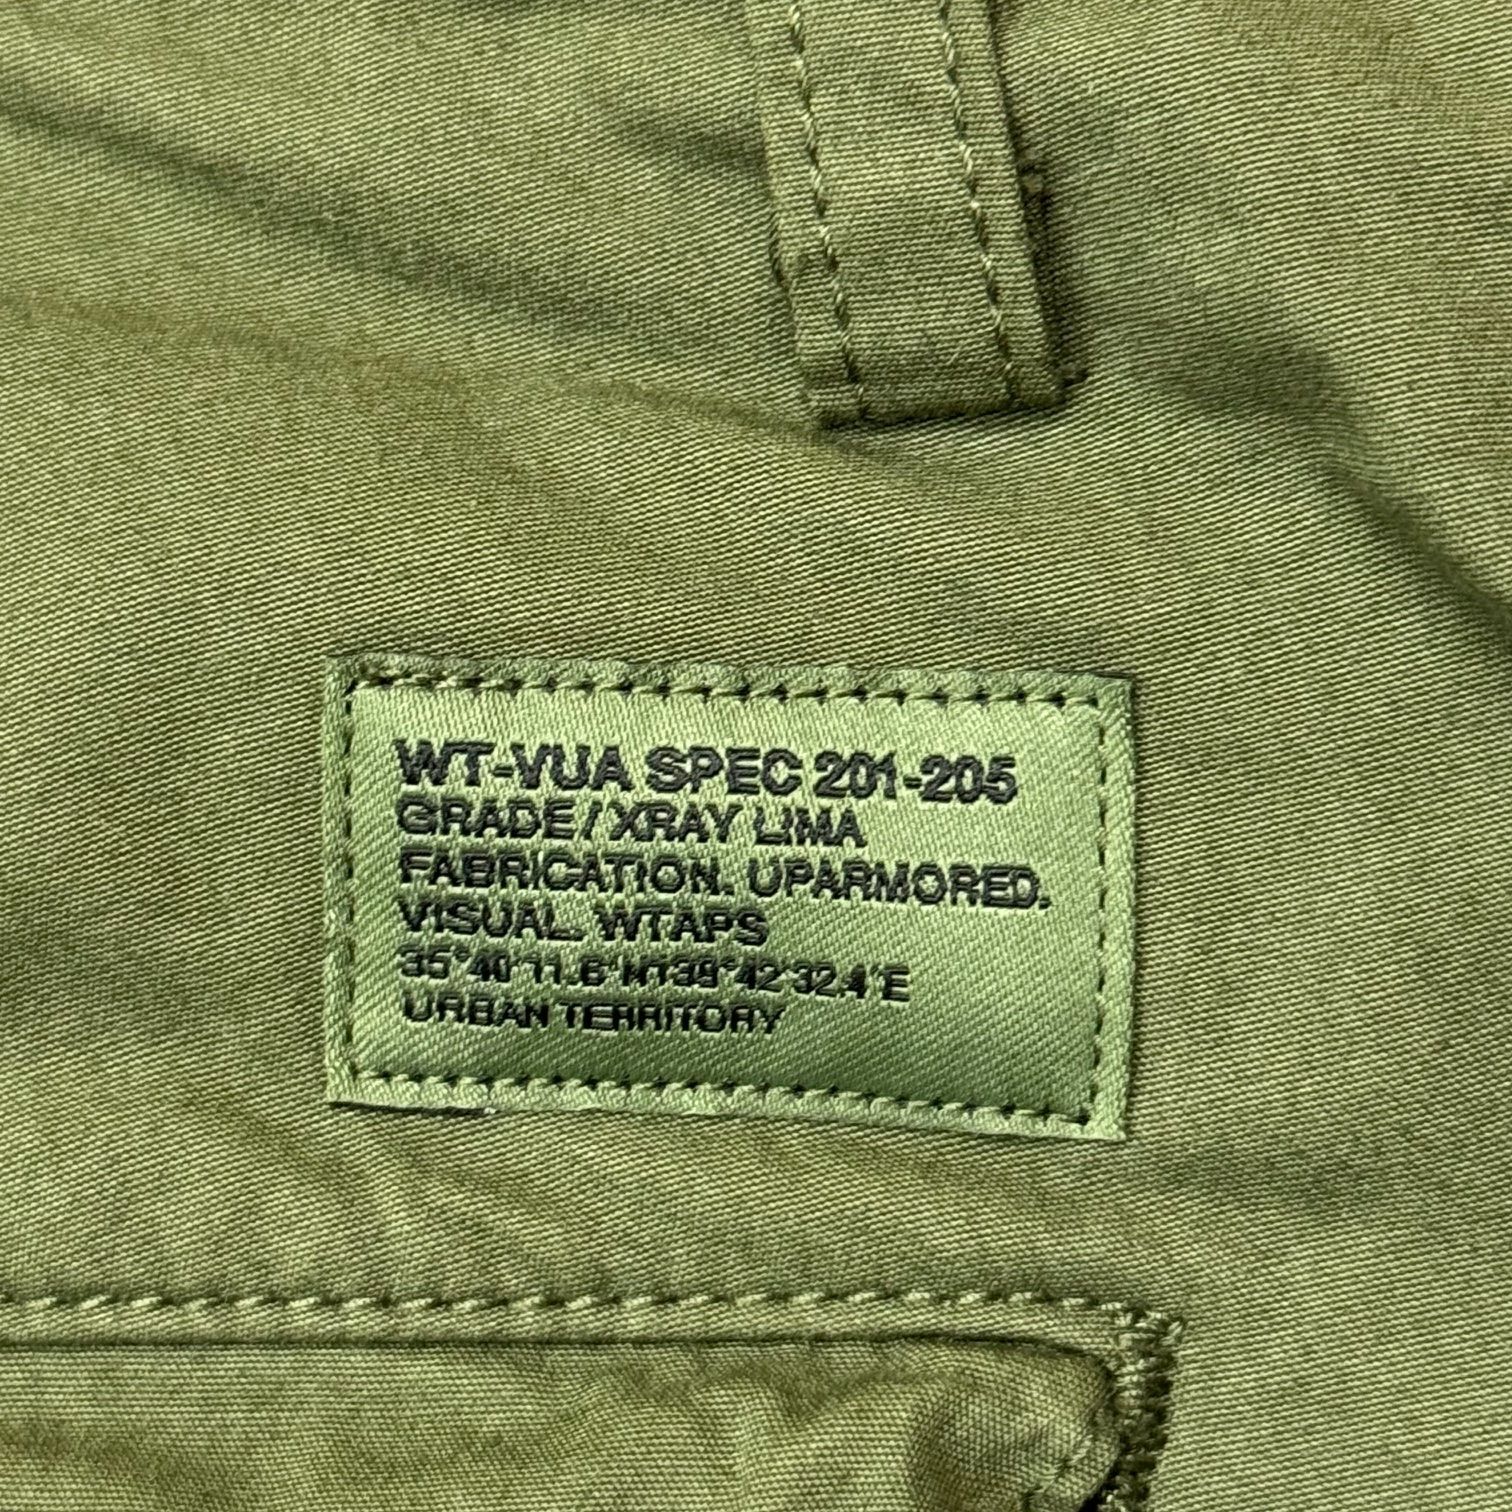 WT-VUA SPEC 201-205
GRADE / XRAY LIMA
FABRICATION. UPARMORED.
VISUAL. WTAPS
35°40'11.6"N139°42'32.4"E
URBAN TERRITORY